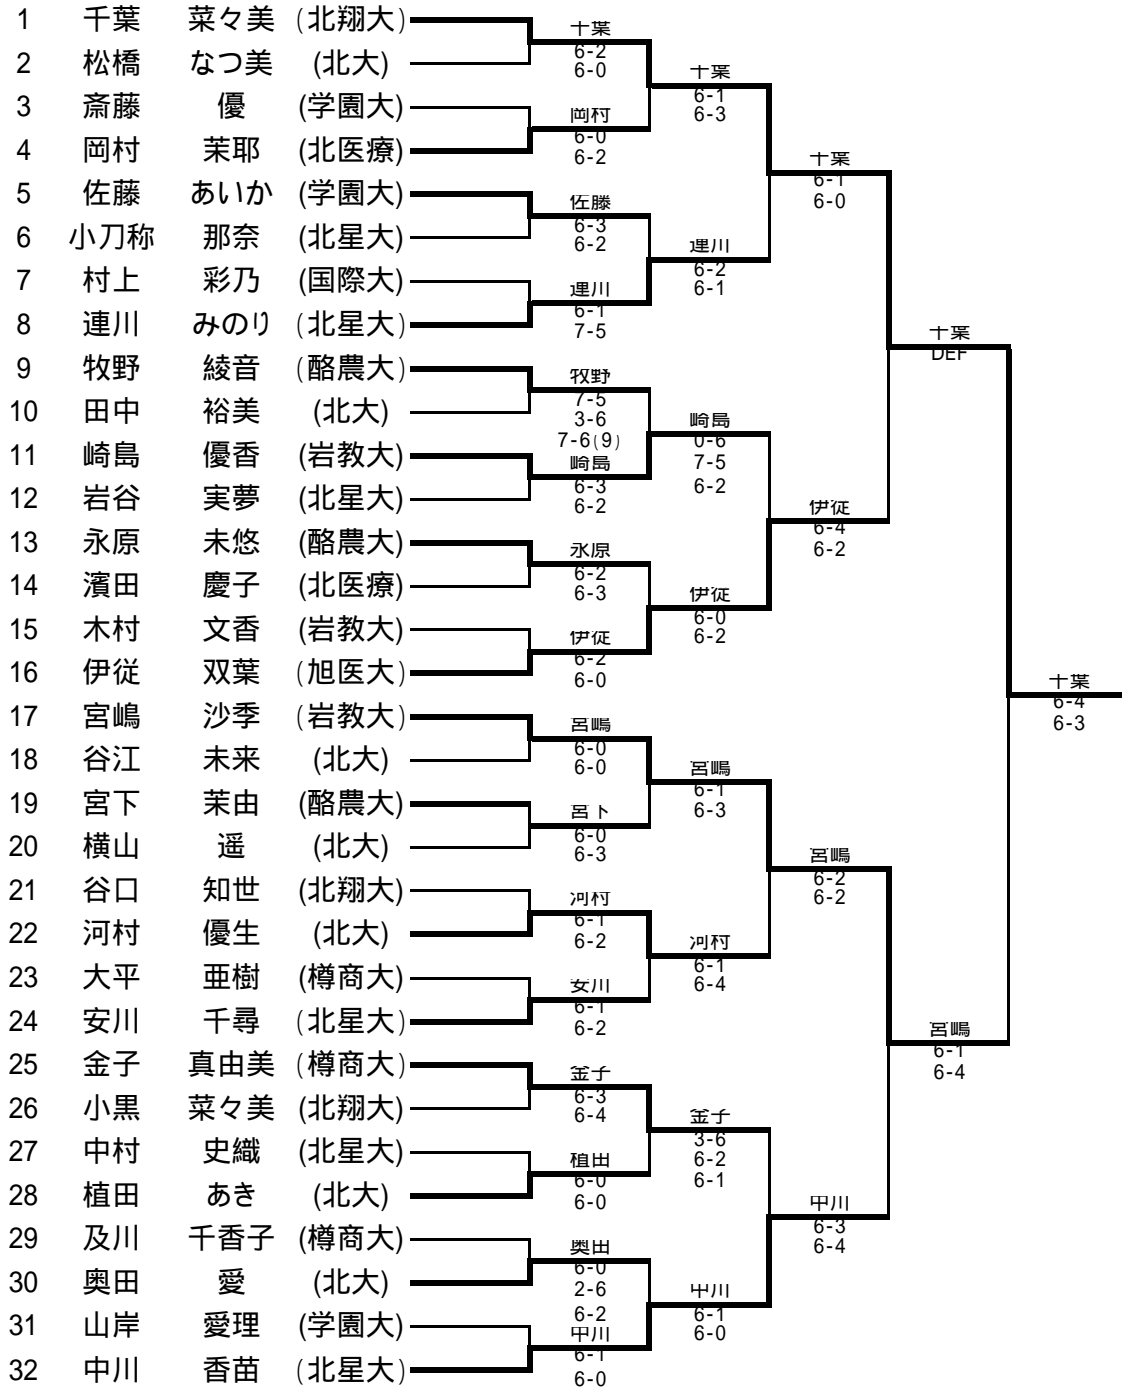 1 千葉 菜々美 (北翔大)
2 松橋 なつ美 (北大)
3 斎藤 優 (学園大)
4 岡村 茉耶 (北医療)
5 佐藤 あいか (学園大)
6 小刀称 那奈 (北星大)
7 村上 彩乃 (国際大)
8 連川 みのり (北星大)
9 牧野 綾音 (酪農大)
10 田中 裕美 (北大)
11 崎島 優香 (岩教大)
12 岩谷 実夢 (北星大)
13 永原 未悠 (酪農大)
14 濱田 慶子 (北医療)
15 木村 文香 (岩教大)
16 伊従 双葉 (旭医大)
17 宮嶋 沙季 (岩教大)
18 谷江 未来 (北大)
19 宮下 茉由 (酪農大)
20 横山 遥 (北大)
21 谷口 知世 (北翔大)
22 河村 優生 (北大)
23 大平 亜樹 (樽商大)
24 安川 千尋 (北星大)
25 金子 真由美 (樽商大)
26 小黒 菜々美 (北翔大)
27 中村 史織 (北星大)
28 植田 あき (北大)
29 及川 千香子 (樽商大)
30 奥田 愛 (北大)
31 山岸 愛理 (学園大)
32 中川 香苗 (北星大)
千葉
6-2
6-0
岡村
6-0
6-2
佐藤
6-3
6-2
連川
6-1
7-5
牧野
7-5
3-6
7-6(9)
崎島
6-3
6-2
永原
6-2
6-3
伊従
6-2
6-0
宮嶋
6-0
6-0
宮下
6-0
6-3
河村
6-1
6-2
安川
6-1
6-2
金子
6-3
6-4
植田
6-0
6-0
奥田
6-0
2-6
6-2
中川
6-1
6-0
千葉
6-1
6-3
連川
6-2
6-1
崎島
0-6
7-5
6-2
伊従
6-0
6-2
宮嶋
6-1
6-3
河村
6-1
6-4
金子
3-6
6-2
6-1
中川
6-1
6-0
千葉
6-1
6-0
伊従
6-4
6-2
宮嶋
6-2
6-2
中川
6-3
6-4
千葉
DEF
宮嶋
6-1
6-4
千葉
6-4
6-3